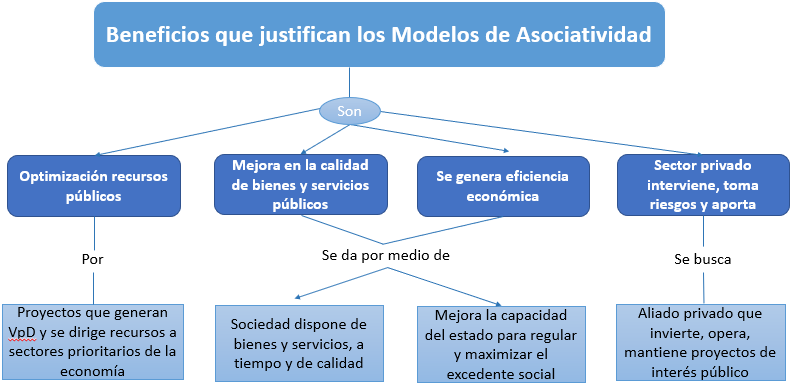 Beneficios que justifican los Modelos de Asociatividad
Son
Optimización recursos
públicos
Mejora en la calidad
de bienes y servicios
públicos
Se genera eficiencia
económica
Sector privado
interviene, toma
riesgos y aporta
Por
Se da por medio de
Se busca
Proyectos que generan
VpD y se dirige recursos a
sectores prioritarios de la
economía
Sociedad dispone de
bienes y servicios, a
tiempo y de calidad
Mejora la capacidad
del estado para regular
y maximizar el
excedente social
Aliado privado que
invierte, opera,
mantiene proyectos de
interés público